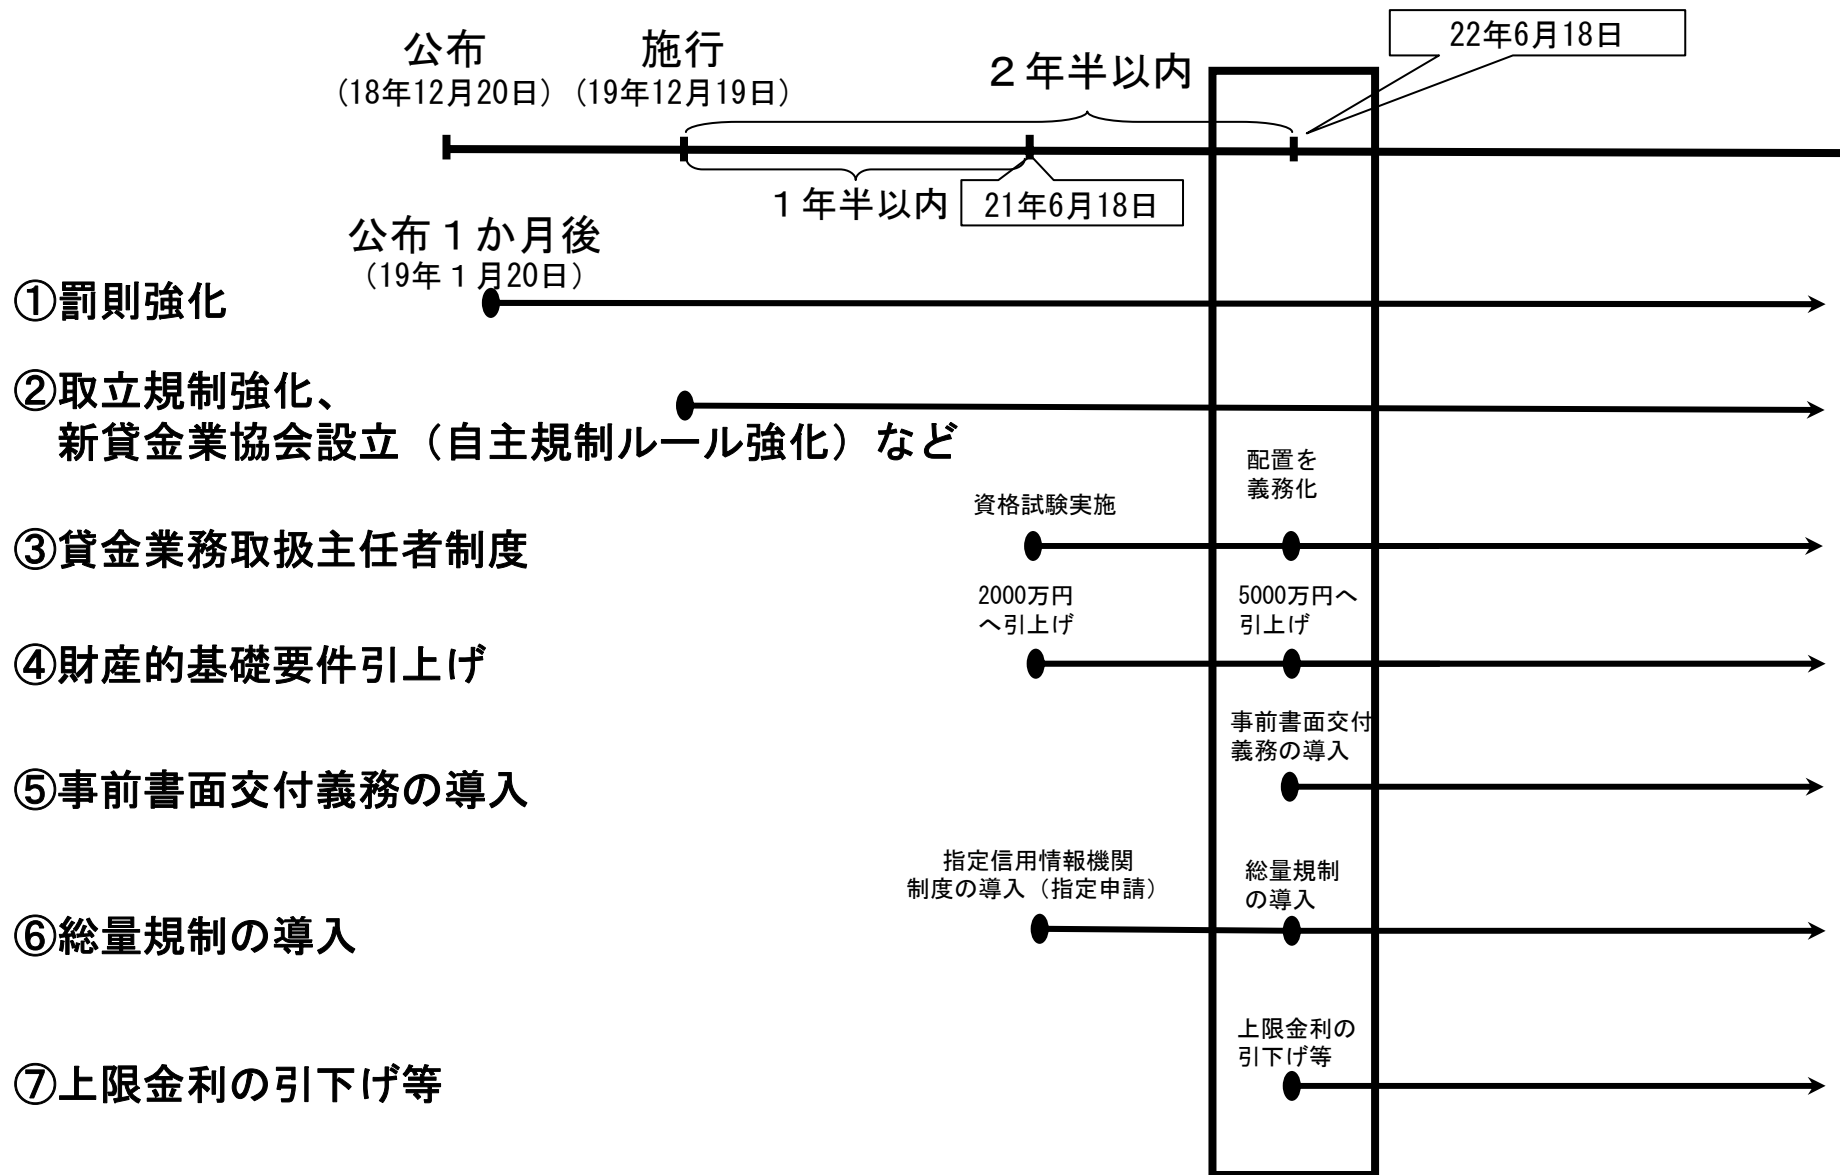 公布
(18年12月20日)
施行
(19年12月19日)
２年半以内
22年6月18日
１年半以内
21年6月18日
公布１か月後
(19年１月20日)
①罰則強化
②取立規制強化、
新貸金業協会設立（自主規制ルール強化）など
資格試験実施
配置を
義務化
③貸金業務取扱主任者制度
2000万円
へ引上げ
5000万円へ
引上げ
④財産的基礎要件引上げ
事前書面交付
義務の導入
⑤事前書面交付義務の導入
指定信用情報機関
制度の導入（指定申請）
総量規制
の導入
⑥総量規制の導入
上限金利の
引下げ等
⑦上限金利の引下げ等